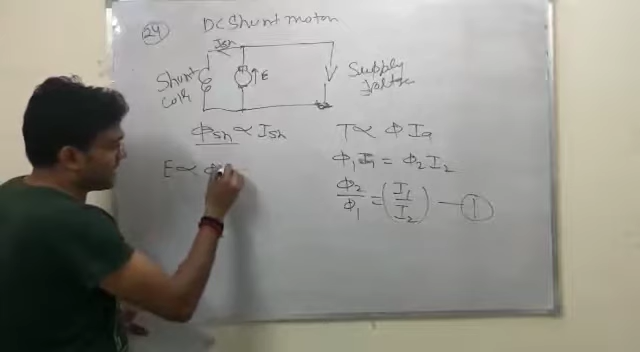 24
DC Shunt motor
Ish
Shunt
coil
E
V
Supply
ϕsh ∝ Ish
T ∝ ϕ Ia
ϕ1 I1 = ϕ2 I2
E ∝ ϕ
ϕ2/ϕ1 = (I1/I2) — 1